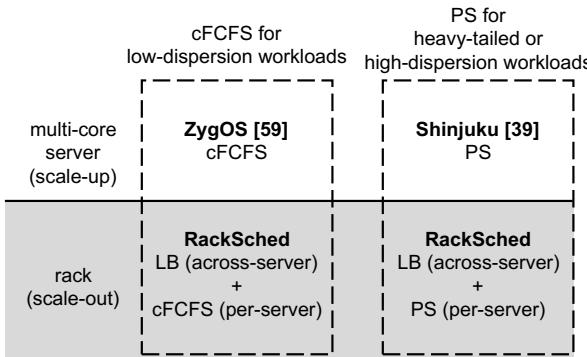 cFCFS for
low-dispersion workloads
PS for
heavy-tailed or
high-dispersion workloads
multi-core
server
(scale-up)
ZygOS [59]
cFCFS
Shinjuku [39]
PS
rack
(scale-out)
RackSched
LB (across-server)
+
cFCFS (per-server)
RackSched
LB (across-server)
+
PS (per-server)